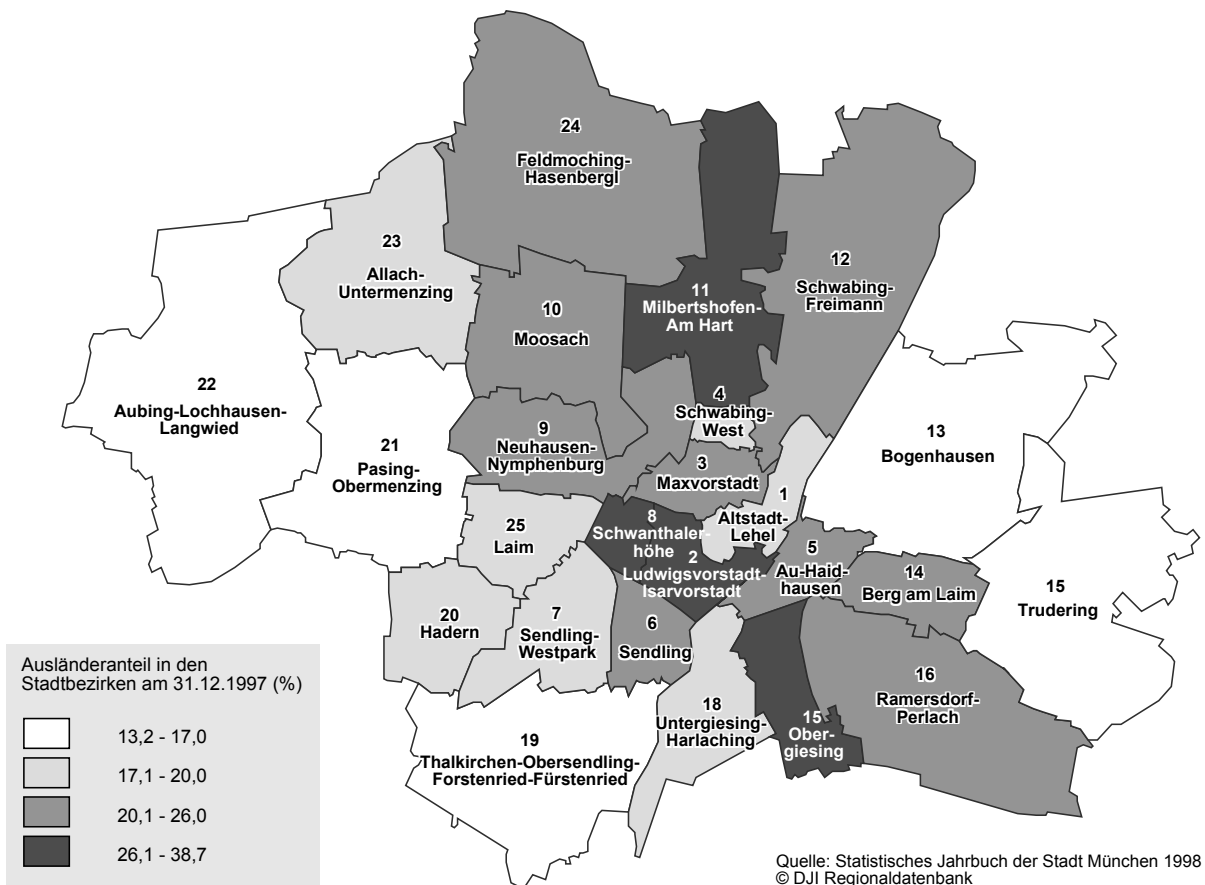 24
Feldmoching-
Hasenbergl
23
Allach-
Untermenzing
12
Schwabing-
Freimann
11
Milbertshofen-
Am Hart
10
Moosach
22
Aubing-Lochhausen-
Langwied
4
Schwabing-
West
21
Pasing-
Obermenzing
9
Neuhausen-
Nymphenburg
13
Bogenhausen
3
Maxvorstadt
1
Altstadt-
Lehel
25
Laim
8
Schwanthaler-
höhe
2
Ludwigsvorstadt-
Isarvorstadt
5
Au-Haid-
hausen
14
Berg am Laim
15
Trudering
20
Hadern
7
Sendling-
Westpark
6
Sendling
16
Ramersdorf-
Perlach
18
Untergiesing-
Harlaching
15
Ober-
giesing
19
Thalkirchen-Obersendling-
Forstenried-Fürstenried
Ausländeranteil in den
Stadtbezirken am 31.12.1997 (%)
13,2 - 17,0
17,1 - 20,0
20,1 - 26,0
26,1 - 38,7
Quelle: Statistisches Jahrbuch der Stadt München 1998
© DJI Regionaldatenbank